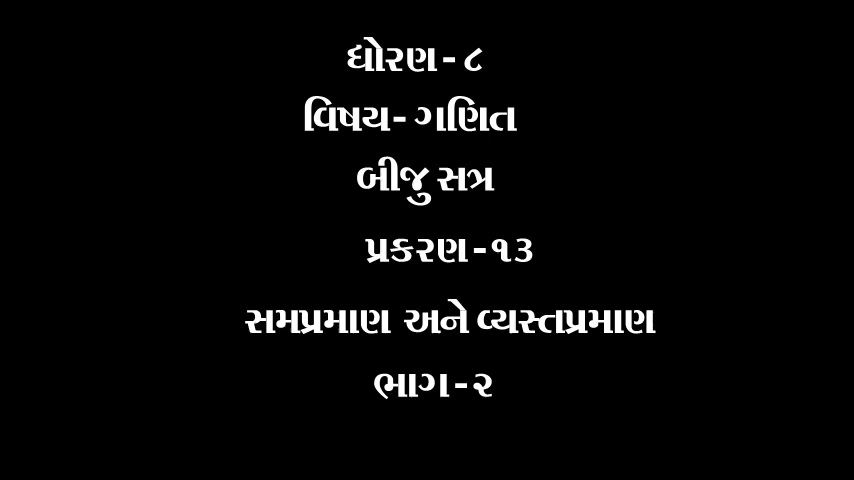 ધોરણ - ૮
વિષય- ગણિત
બીજુ સત્ર
પ્રકરણ -૧૩
સમપ્રમાણ અને વ્યસ્તપ્રમાણ
ભાગ - ૨